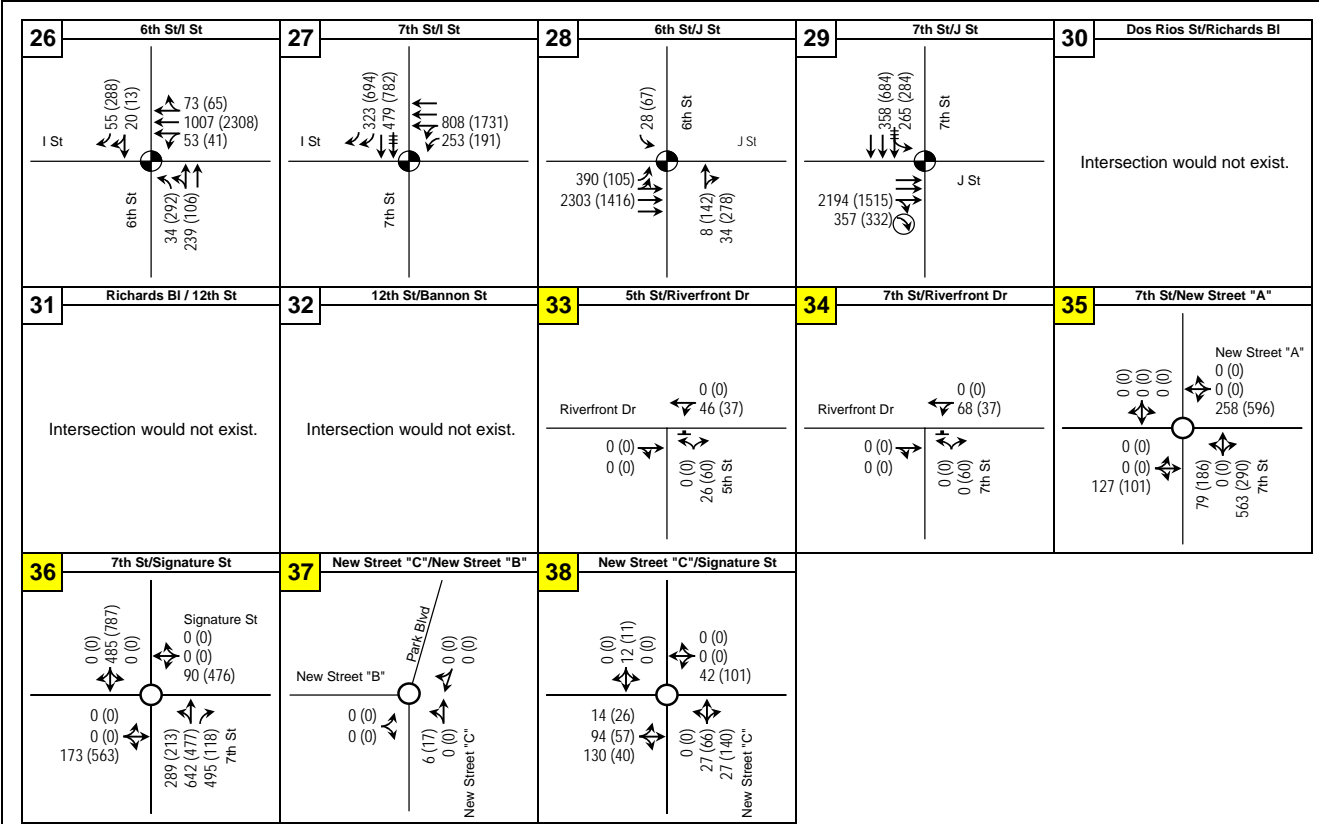 26
6th St/I St
55 (288)
20 (13)
73 (65)
1007 (2308)
53 (41)
I St
6th St
34 (292)
239 (106)
27
7th St/I St
323 (694)
479 (782)
808 (1731)
253 (191)
I St
7th St
28
6th St/J St
28 (67)
6th St
J St
390 (105)
2303 (1416)
8 (142)
34 (278)
29
7th St/J St
358 (684)
265 (284)
7th St
J St
2194 (1515)
357 (332)
30
Dos Rios St/Richards Bl
Intersection would not exist.
31
Richards Bl / 12th St
Intersection would not exist.
32
12th St/Bannon St
Intersection would not exist.
33
5th St/Riverfront Dr
0 (0)
46 (37)
Riverfront Dr
0 (0)
0 (0)
0 (0)
26 (60)
5th St
34
7th St/Riverfront Dr
0 (0)
68 (37)
Riverfront Dr
0 (0)
0 (0)
0 (0)
0 (60)
7th St
35
7th St/New Street "A"
0 (0)
0 (0)
0 (0)
New Street "A"
0 (0)
0 (0)
258 (596)
0 (0)
0 (0)
127 (101)
79 (186)
0 (0)
563 (290)
7th St
36
7th St/Signature St
0 (0)
485 (787)
0 (0)
Signature St
0 (0)
0 (0)
90 (476)
0 (0)
0 (0)
173 (563)
289 (213)
642 (477)
495 (118)
7th St
37
New Street "C"/New Street "B"
Park Blvd
0 (0)
0 (0)
New Street "B"
0 (0)
0 (0)
6 (17)
0 (0)
New Street "C"
38
New Street "C"/Signature St
0 (0)
12 (11)
0 (0)
0 (0)
0 (0)
42 (101)
14 (26)
94 (57)
130 (40)
0 (0)
27 (66)
27 (140)
New Street "C"